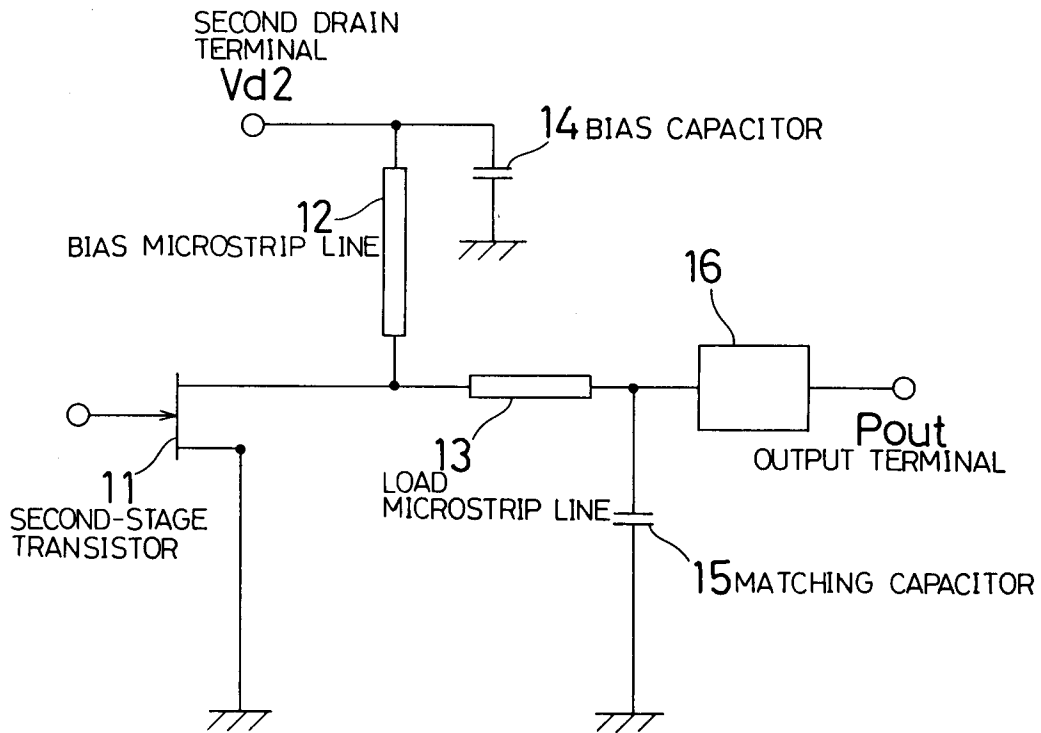 SECOND DRAIN
TERMINAL
Vd2
14 BIAS CAPACITOR
12
BIAS MICROSTRIP LINE
16
Pout
OUTPUT TERMINAL
11
SECOND-STAGE
TRANSISTOR
13
LOAD
MICROSTRIP LINE
15 MATCHING CAPACITOR